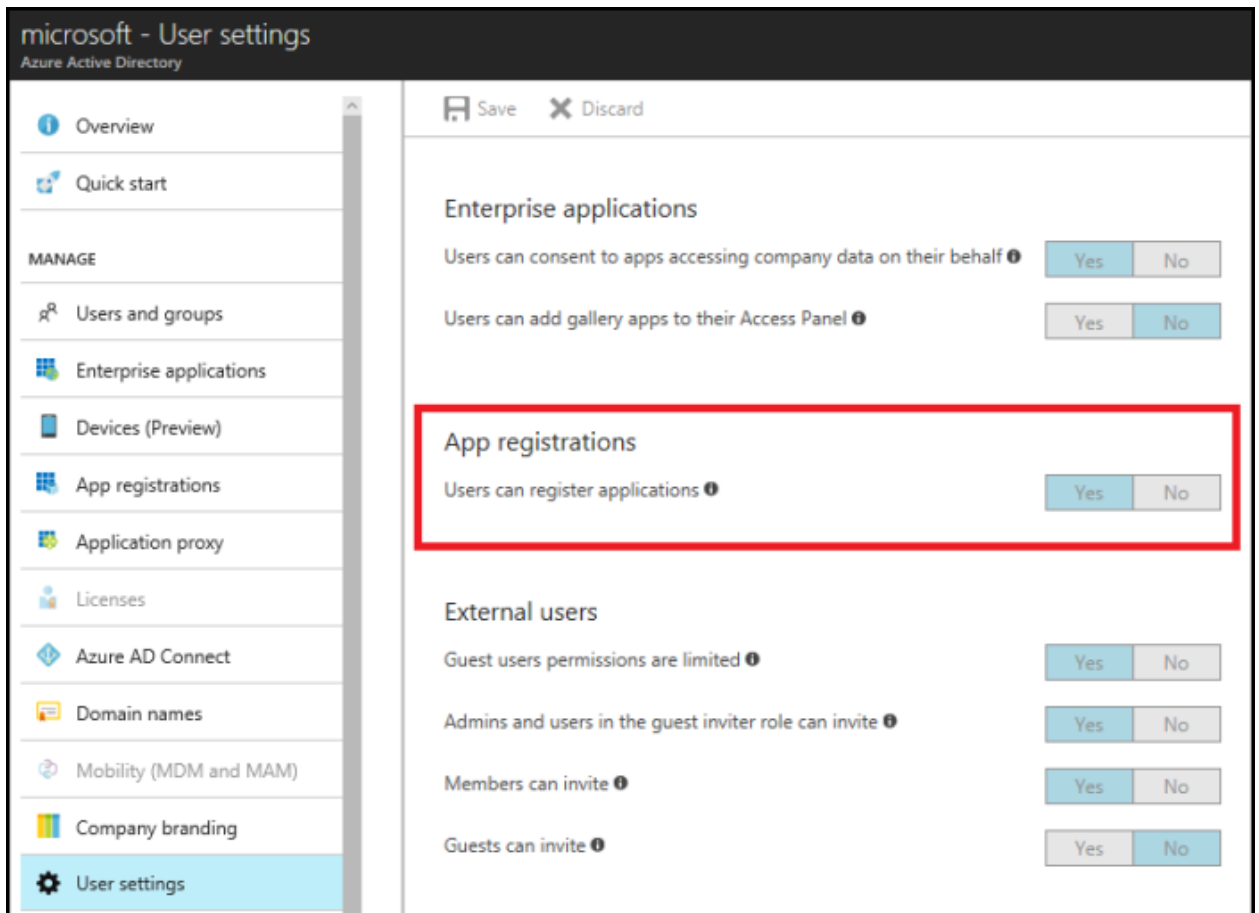 microsoft - User settings
Azure Active Directory
Overview
Quick start
MANAGE
Users and groups
Enterprise applications
Devices (Preview)
App registrations
Application proxy
Licenses
Azure AD Connect
Domain names
Mobility (MDM and MAM)
Company branding
User settings
Save Discard
Enterprise applications
Users can consent to apps accessing company data on their behalf Yes No
Users can add gallery apps to their Access Panel Yes No
App registrations
Users can register applications Yes No
External users
Guest users permissions are limited Yes No
Admins and users in the guest inviter role can invite Yes No
Members can invite Yes No
Guests can invite Yes No